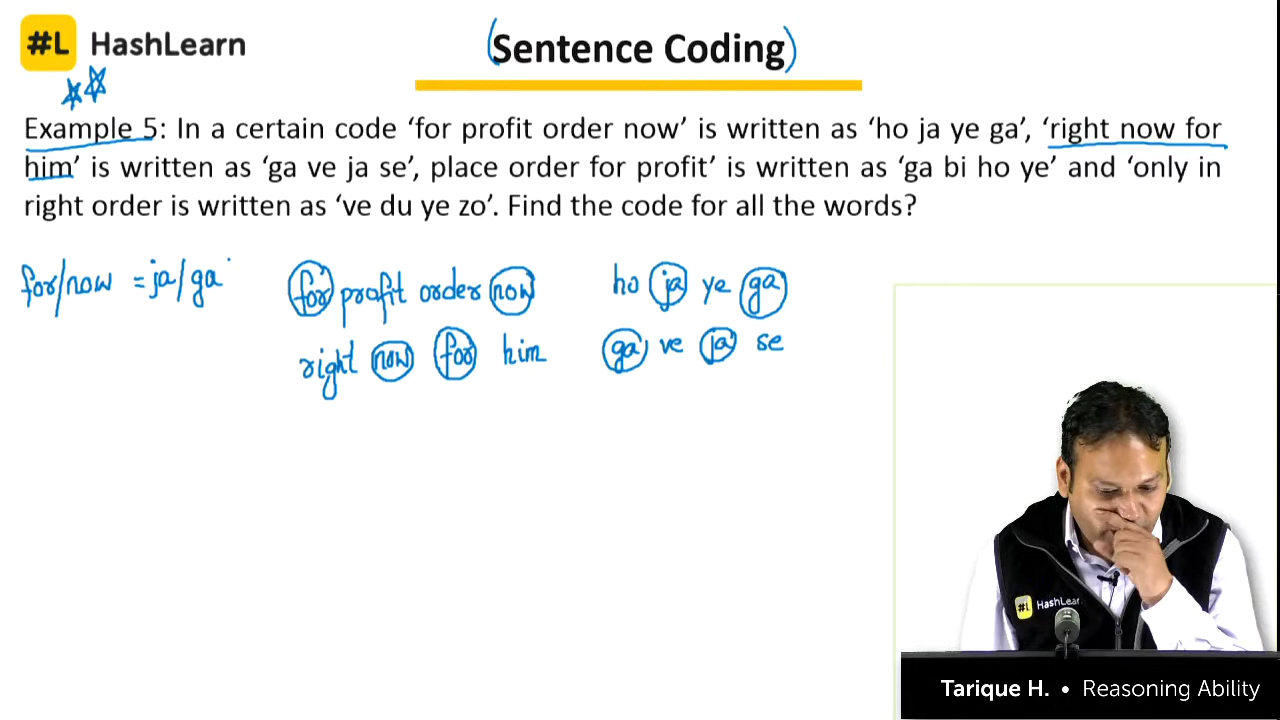 #L HashLearn
(Sentence Coding)
Example 5: In a certain code ‘for profit order now’ is written as ‘ho ja ye ga’, ‘right now for
him’ is written as ‘ga ve ja se’, place order for profit’ is written as ‘ga bi ho ye’ and ‘only in
right order is written as ‘ve du ye zo’. Find the code for all the words?
for/now = ja/ga
for profit order now ho ja ye ga
right now for him ga ve ja se
#L HashLear
Tarique H. • Reasoning Ability